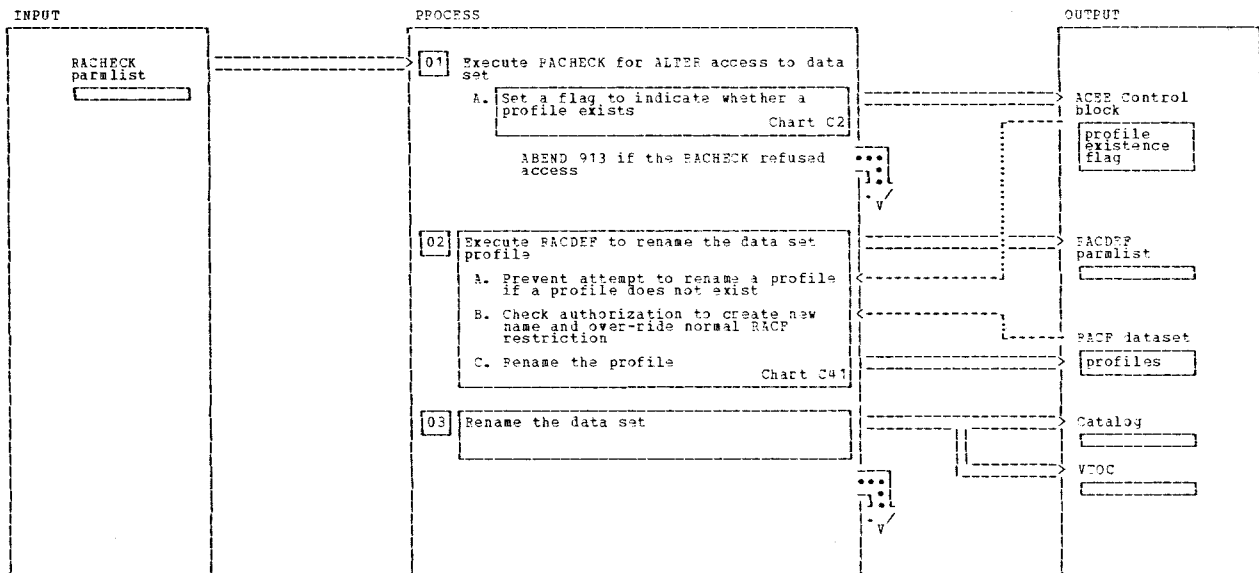 INPUT
PROCESS
OUTPUT
RACHECK
parmlist
01 Execute RACHECK for ALTER access to data
set
A. Set a flag to indicate whether a
profile exists
Chart C2
ABEND 913 if the RACHECK refused
access
ACEE Control
block
profile
existence
flag
02 Execute RACDEF to rename the data set
profile
A. Prevent attempt to rename a profile
if a profile does not exist
B. Check authorization to create new
name and over-ride normal RACF
restriction
C. Rename the profile
Chart C41
RACDEF
parmlist
RACF dataset
profiles
03 Rename the data set
Catalog
VTOC